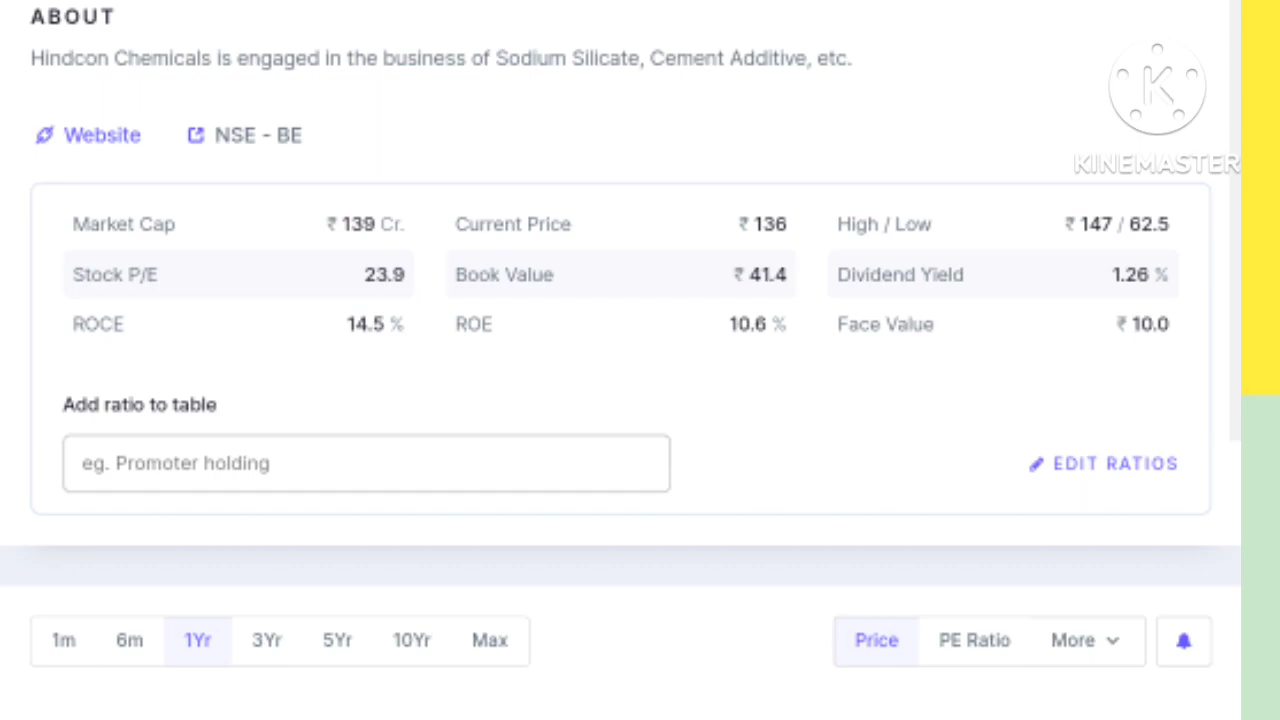 ABOUT
Hindcon Chemicals is engaged in the business of Sodium Silicate, Cement Additive, etc.
K
KINEMASTER
Website NSE - BE
Market Cap ₹ 139 Cr. Current Price ₹ 136 High / Low ₹ 147 / 62.5
Stock P/E 23.9 Book Value ₹ 41.4 Dividend Yield 1.26 %
ROCE 14.5 % ROE 10.6 % Face Value ₹ 10.0
Add ratio to table
eg. Promoter holding EDIT RATIOS
1m 6m 1Yr 3Yr 5Yr 10Yr Max Price PE Ratio More